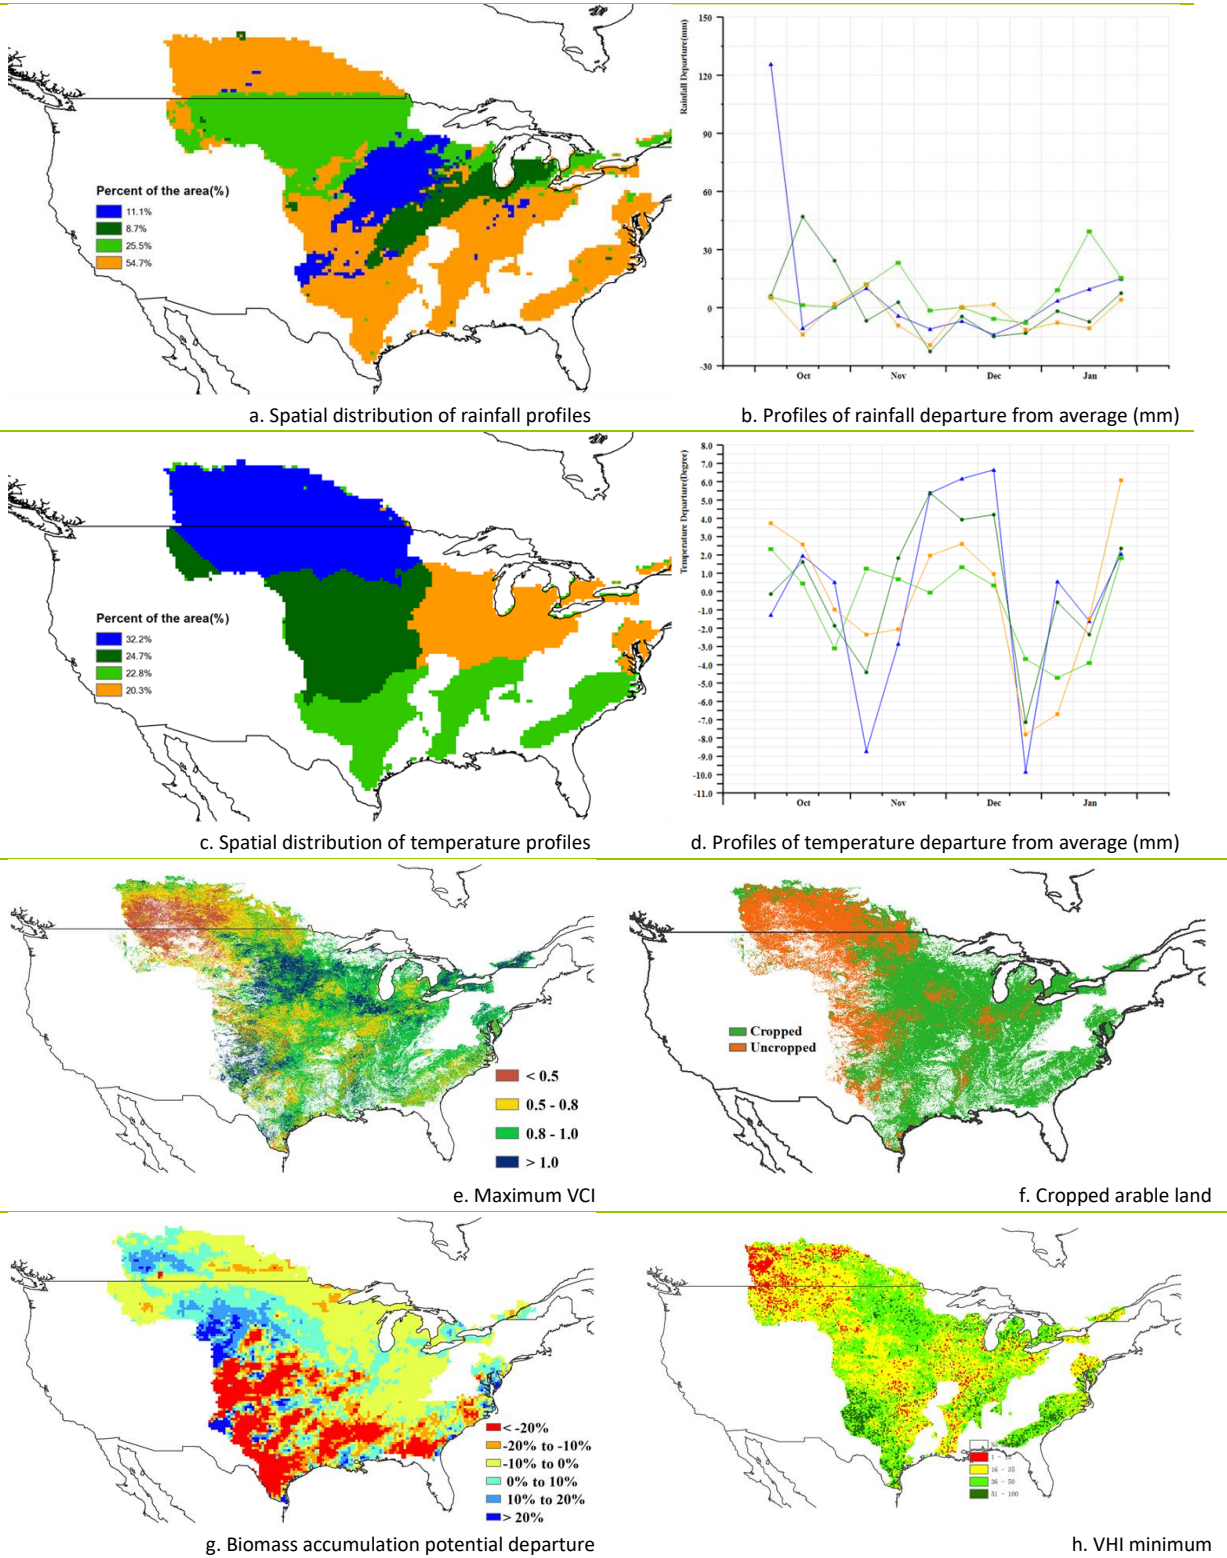 Percent of the area(%)
11.1%
8.7%
25.5%
54.7%
Rainfall Departure(mm)
150
120
90
60
30
0
-30
Oct Nov Dec Jan
a. Spatial distribution of rainfall profiles
b. Profiles of rainfall departure from average (mm)
Percent of the area(%)
32.2%
24.7%
22.8%
20.3%
Temperature Departure(Degree)
8.0
7.0
6.0
5.0
4.0
3.0
2.0
1.0
0.0
-1.0
-2.0
-3.0
-4.0
-5.0
-6.0
-7.0
-8.0
-9.0
-10.0
-11.0
Oct Nov Dec Jan
c. Spatial distribution of temperature profiles
d. Profiles of temperature departure from average (mm)
< 0.5
0.5 - 0.8
0.8 - 1.0
> 1.0
e. Maximum VCI
Cropped
Uncropped
f. Cropped arable land
< -20%
-20% to -10%
-10% to 0%
0% to 10%
10% to 20%
> 20%
g. Biomass accumulation potential departure
16 - 35
36 - 50
51 - 100
h. VHI minimum